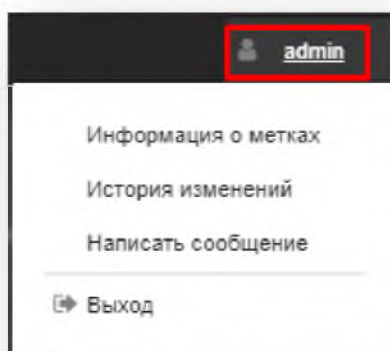 admin
Информация о метках
История изменений
Написать сообщение
Выход